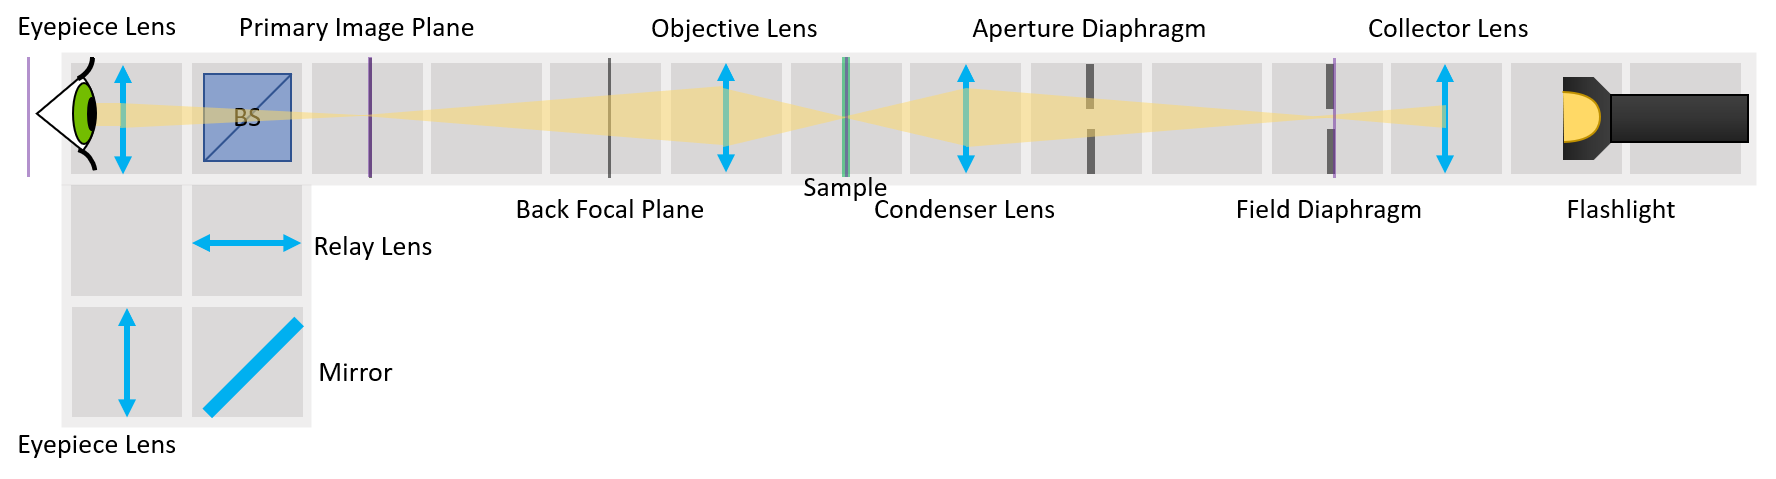 Eyepiece Lens
Primary Image Plane
Objective Lens
Aperture Diaphragm
Collector Lens
BS
Sample
Back Focal Plane
Condenser Lens
Field Diaphragm
Flashlight
Relay Lens
Mirror
Eyepiece Lens